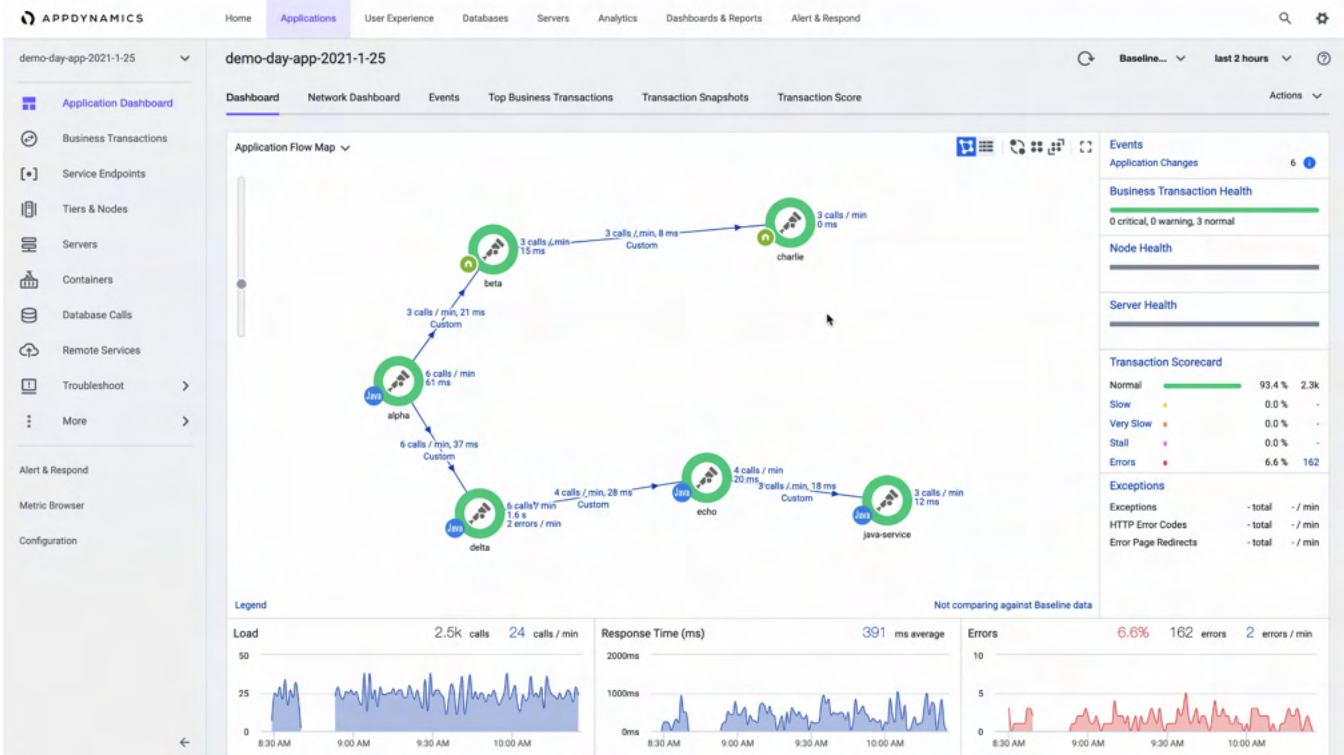 APPDYNAMICS
Home Applications User Experience Databases Servers Analytics Dashboards & Reports Alert & Respond
demo-day-app-2021-1-25
Application Dashboard
Business Transactions
Service Endpoints
Tiers & Nodes
Servers
Containers
Database Calls
Remote Services
Troubleshoot
More
Alert & Respond
Metric Browser
Configuration
demo-day-app-2021-1-25
Baseline... last 2 hours
Dashboard Network Dashboard Events Top Business Transactions Transaction Snapshots Transaction Score
Actions
Application Flow Map
3 calls / min
0 ms
charlie
3 calls / min, 8 ms
Custom
3 calls / min
15 ms
beta
3 calls / min, 21 ms
Custom
6 calls / min
61 ms
Java
alpha
6 calls / min, 37 ms
Custom
6 calls / min
1.6 s
2 errors / min
Java
delta
4 calls / min, 28 ms
Custom
4 calls / min
20 ms
Java
echo
3 calls / min, 18 ms
Custom
3 calls / min
12 ms
Java
java-service
Legend
Not comparing against Baseline data
Events
Application Changes 6
Business Transaction Health
0 critical, 0 warning, 3 normal
Node Health
Server Health
Transaction Scorecard
Normal 93.4 % 2.3k
Slow 0.0 % -
Very Slow 0.0 % -
Stall 0.0 % -
Errors 6.6 % 162
Exceptions
Exceptions - total - / min
HTTP Error Codes - total - / min
Error Page Redirects - total - / min
Load 2.5k calls 24 calls / min
50
25
0
8:30 AM 9:00 AM 9:30 AM 10:00 AM
Response Time (ms) 391 ms average
2000ms
1000ms
0ms
8:30 AM 9:00 AM 9:30 AM 10:00 AM
Errors 6.6% 162 errors 2 errors / min
10
5
0
8:30 AM 9:00 AM 9:30 AM 10:00 AM